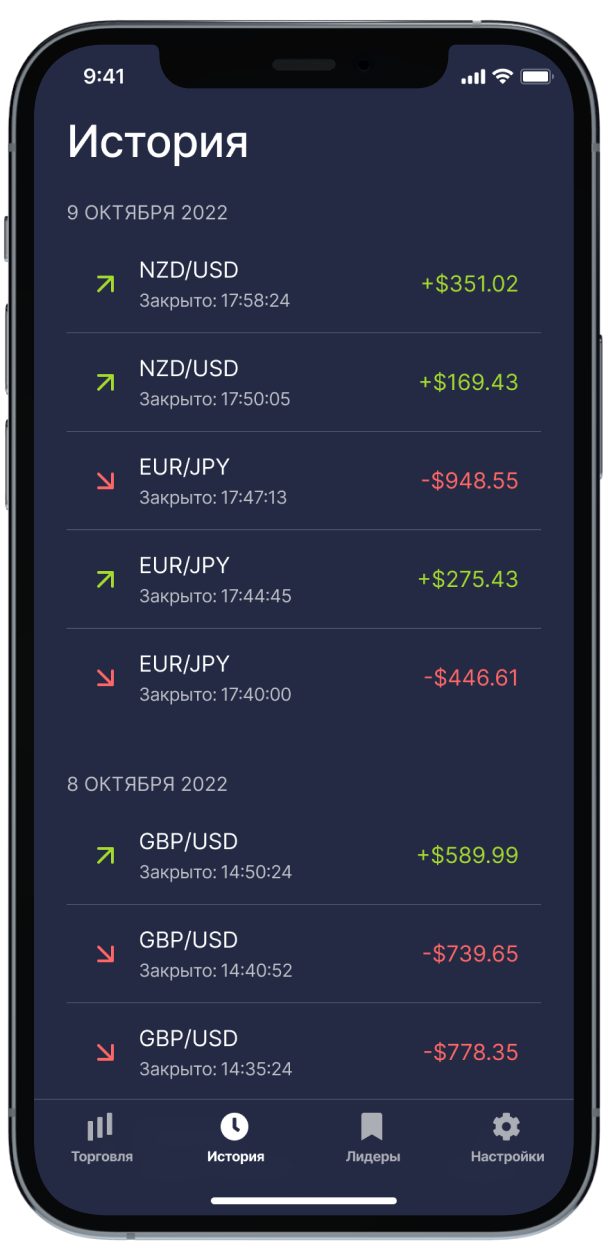 9:41
История
9 ОКТЯБРЯ 2022
NZD/USD
+$351.02
Закрыто: 17:58:24
NZD/USD
+$169.43
Закрыто: 17:50:05
EUR/JPY
-$948.55
Закрыто: 17:47:13
EUR/JPY
+$275.43
Закрыто: 17:44:45
EUR/JPY
-$446.61
Закрыто: 17:40:00
8 ОКТЯБРЯ 2022
GBP/USD
+$589.99
Закрыто: 14:50:24
GBP/USD
-$739.65
Закрыто: 14:40:52
GBP/USD
-$778.35
Закрыто: 14:35:24
Торговля История Лидеры Настройки